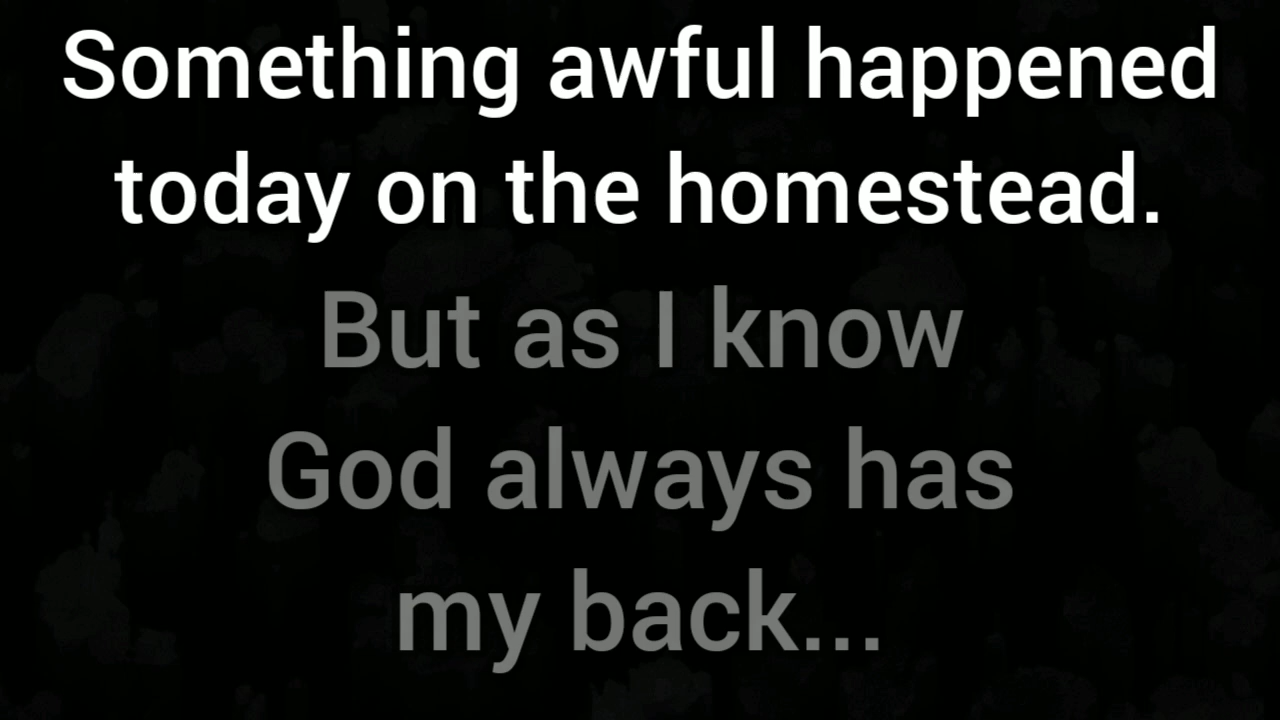 Something awful happened
today on the homestead.
But as I know
God always has
my back...